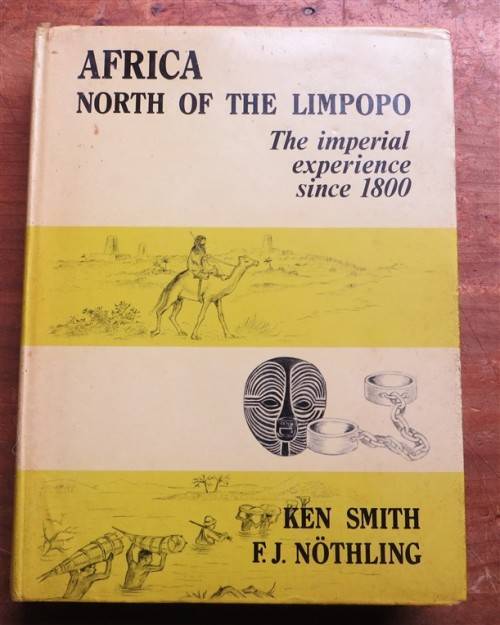 AFRICA
NORTH OF THE LIMPOPO
The imperial
experience
since 1800
KEN SMITH
F.J. NÖTHLING